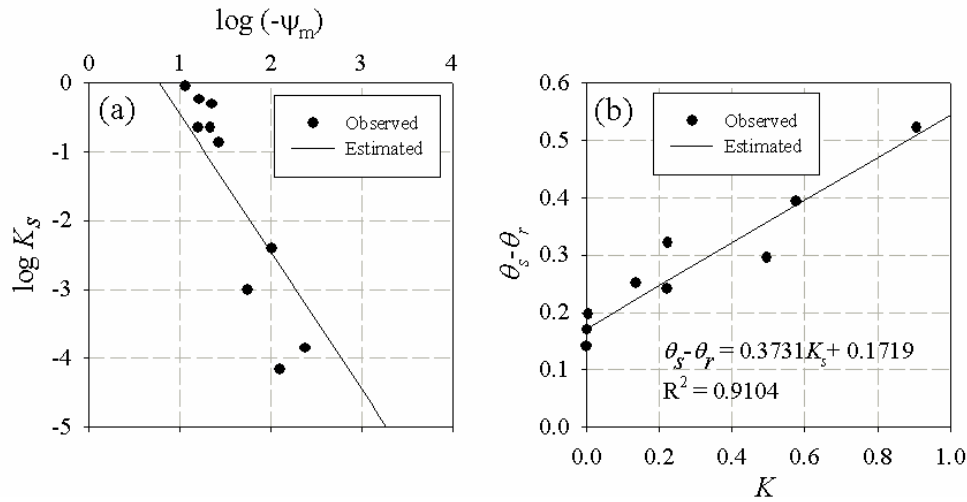 log (-ψm)
0 1 2 3 4
0
-1
-2
-3
-4
-5
log Ks
(a)
Observed
Estimated
0.6
0.5
0.4
0.3
0.2
0.1
0.0
θs-θr
(b)
Observed
Estimated
θs-θr = 0.3731Ks + 0.1719
R² = 0.9104
0.0 0.2 0.4 0.6 0.8 1.0
K